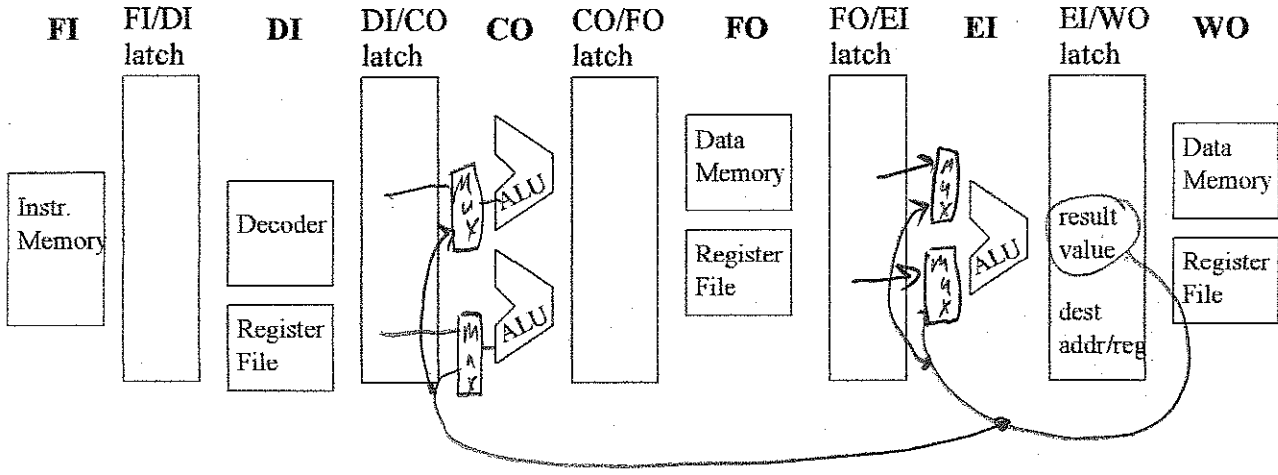 FI
FI/DI
latch
DI
DI/CO
latch
CO
CO/FO
latch
FO
FO/EI
latch
EI
EI/WO
latch
WO
Instr.
Memory
Decoder
Register
File
MUX
ALU
MUX
ALU
Data
Memory
Register
File
MUX
MUX
ALU
result
value
dest
addr/reg
Data
Memory
Register
File